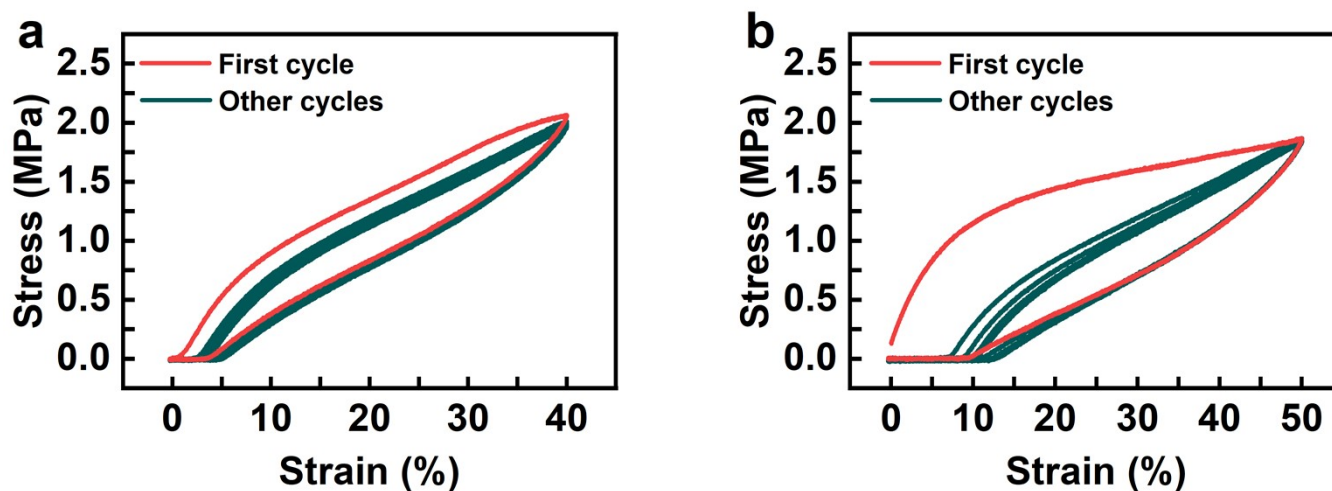 a
First cycle
Other cycles
2.5
2.0
1.5
1.0
0.5
0.0
Stress (MPa)
0 10 20 30 40
Strain (%)
b
First cycle
Other cycles
2.5
2.0
1.5
1.0
0.5
0.0
Stress (MPa)
0 10 20 30 40 50
Strain (%)